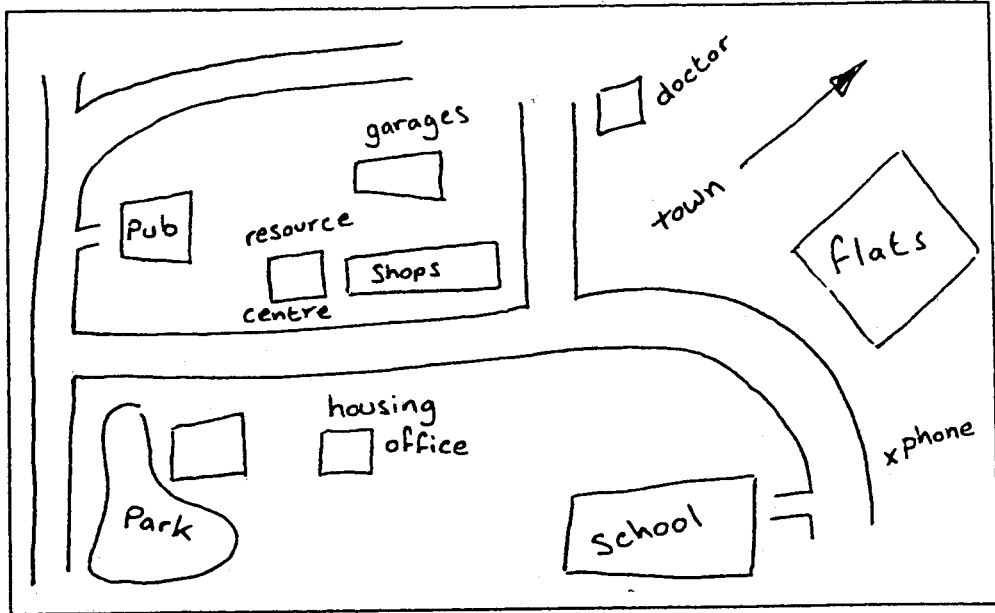 doctor
garages
town
Pub
resource
flats
Shops
centre
housing
office
x phone
Park
School